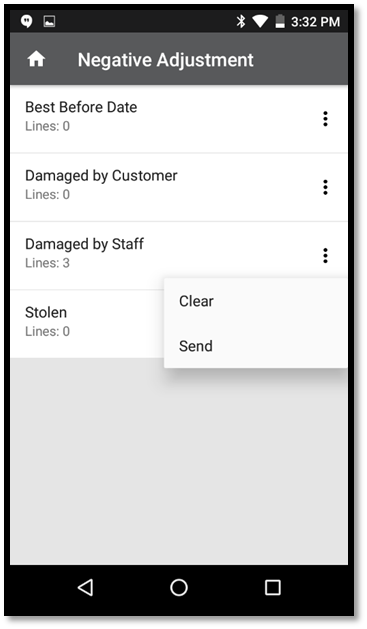 3:32 PM
Negative Adjustment
Best Before Date
Lines: 0
Damaged by Customer
Lines: 0
Damaged by Staff
Lines: 3
Clear
Stolen
Lines: 0
Send